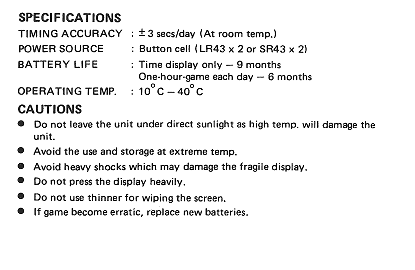 SPECIFICATIONS
TIMING ACCURACY : ±3 secs/day (At room temp.)
POWER SOURCE : Button cell (LR43 x 2 or SR43 x 2)
BATTERY LIFE : Time display only — 9 months
One-hour-game each day — 6 months
OPERATING TEMP. : 10°C — 40°C
CAUTIONS
● Do not leave the unit under direct sunlight as high temp. will damage the
unit.
● Avoid the use and storage at extreme temp.
● Avoid heavy shocks which may damage the fragile display.
● Do not press the display heavily.
● Do not use thinner for wiping the screen.
● If game become erratic, replace new batteries.